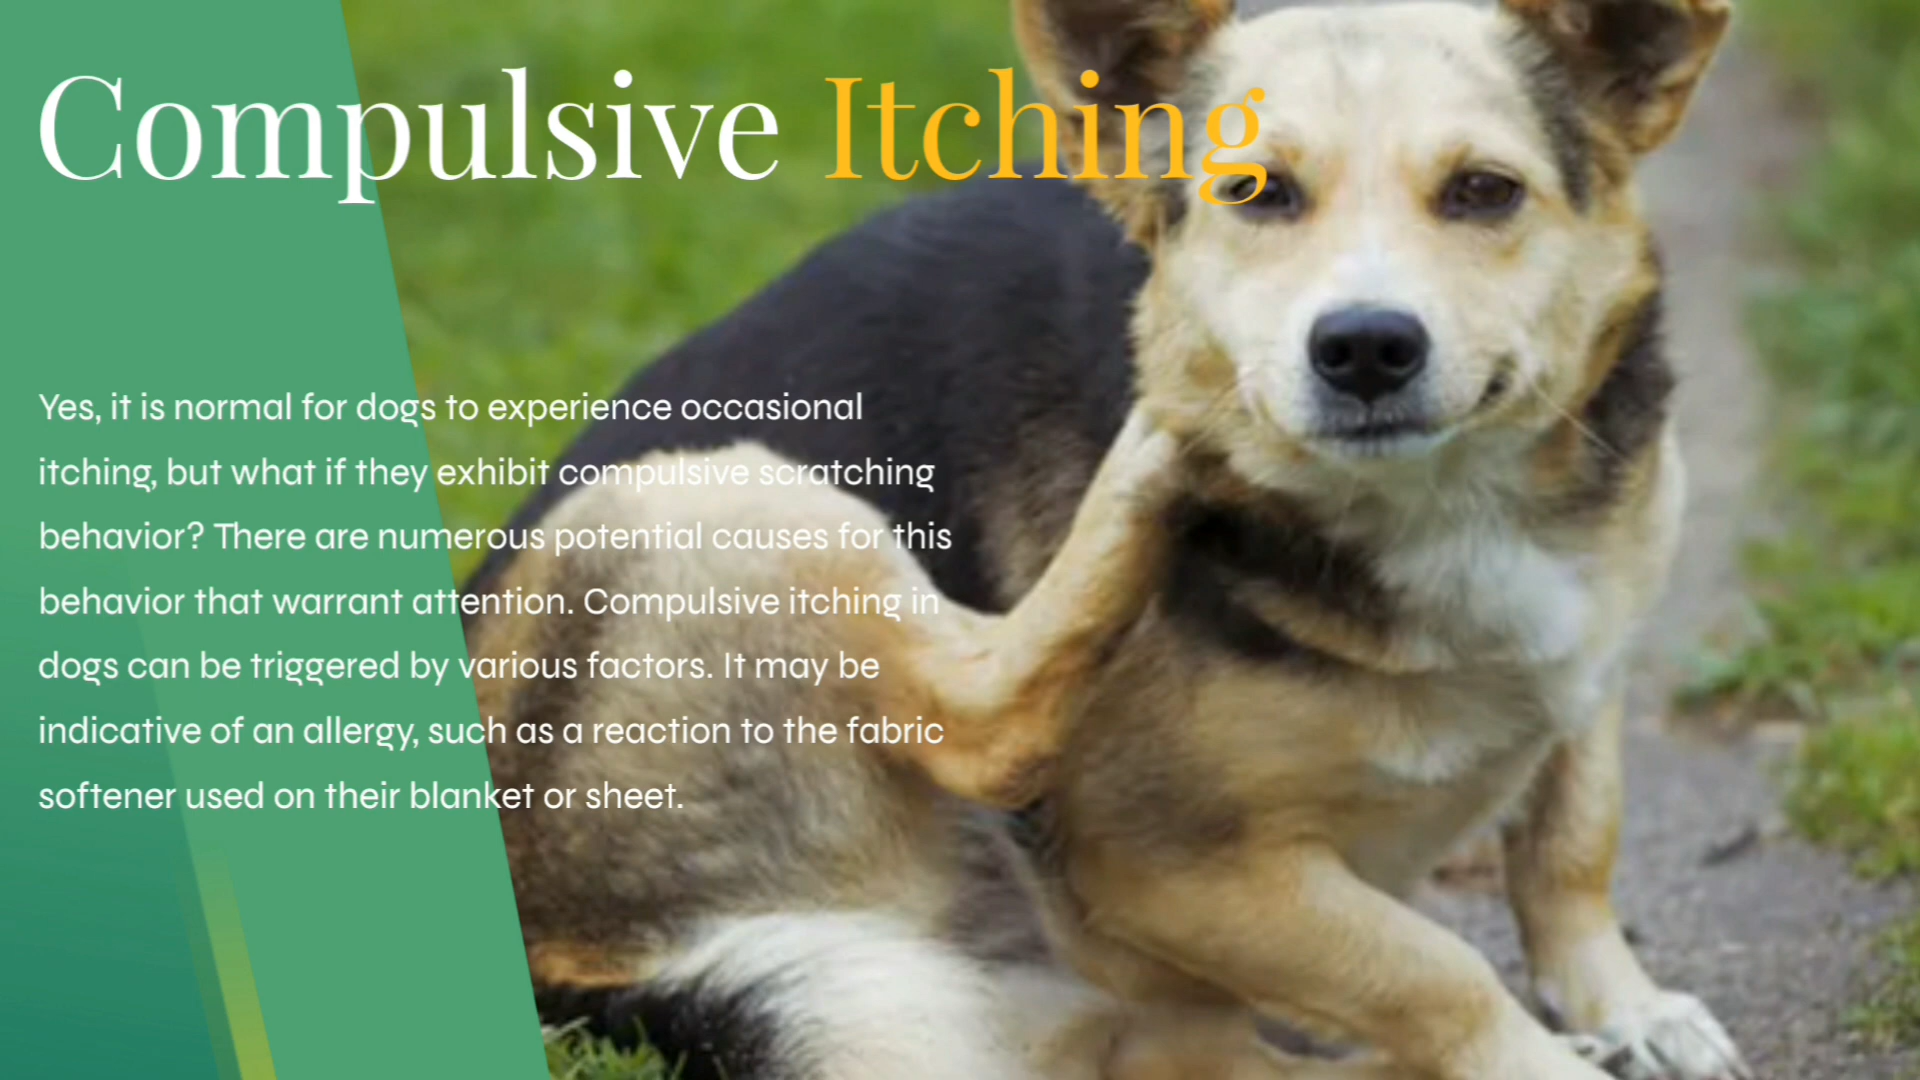 Compulsive Itching
Yes, it is normal for dogs to experience occasional
itching, but what if they exhibit compulsive scratching
behavior? There are numerous potential causes for this
behavior that warrant attention. Compulsive itching in
dogs can be triggered by various factors. It may be
indicative of an allergy, such as a reaction to the fabric
softener used on their blanket or sheet.